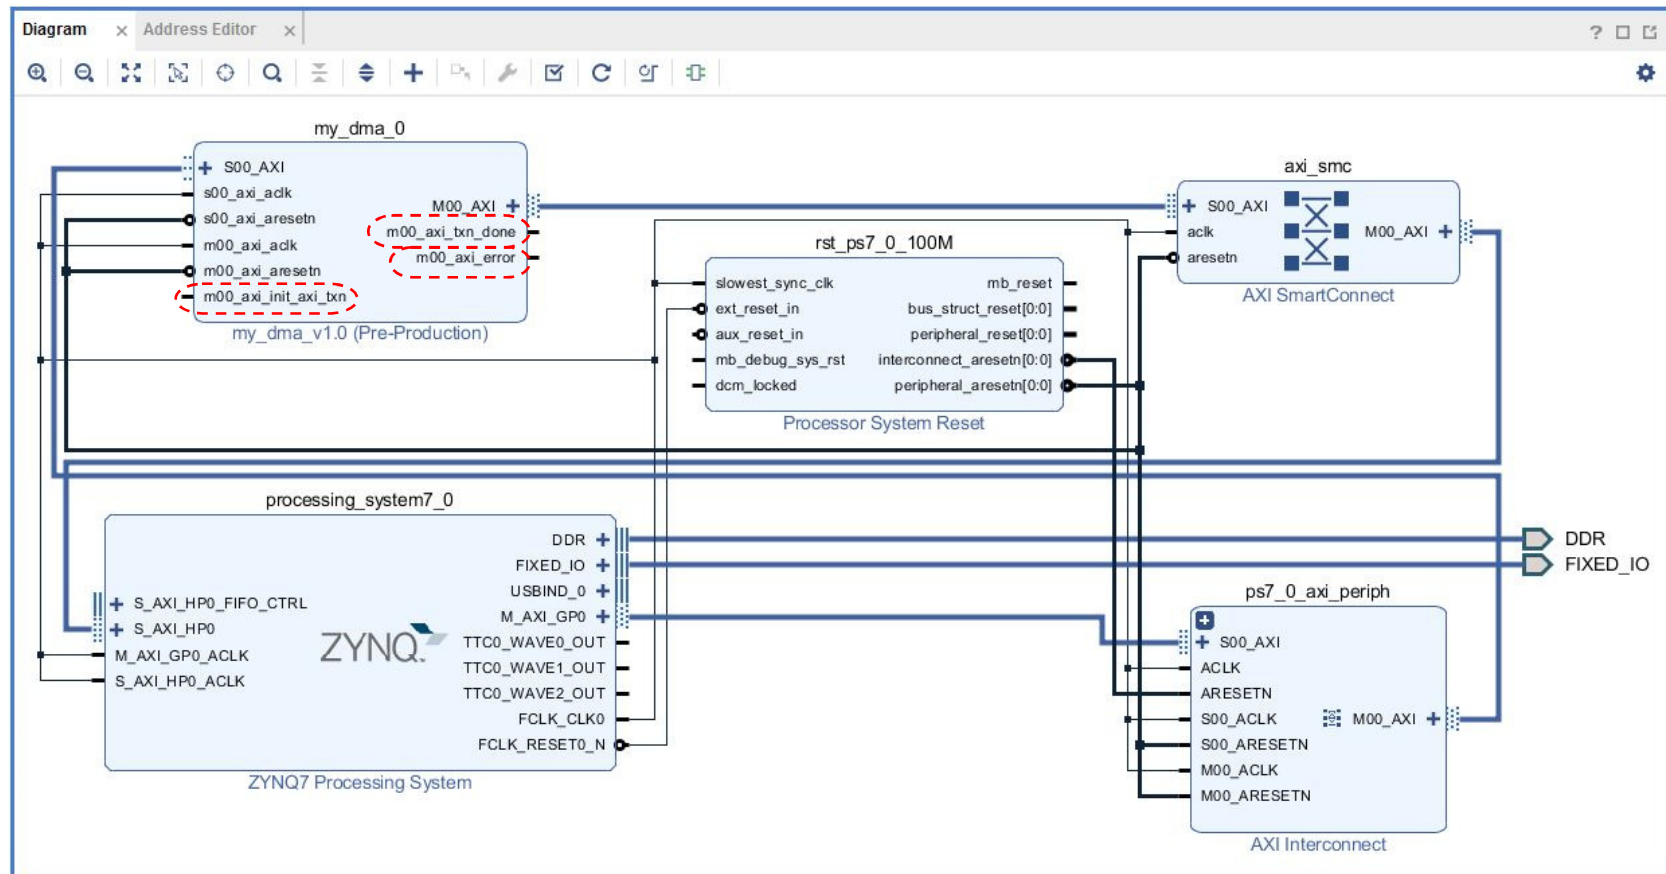 Diagram
Address Editor
my_dma_0
S00_AXI
s00_axi_aclk
s00_axi_aresetn
m00_axi_aclk
m00_axi_aresetn
m00_axi_init_axi_txn
M00_AXI
m00_axi_txn_done
m00_axi_error
my_dma_v1.0 (Pre-Production)
rst_ps7_0_100M
slowest_sync_clk
ext_reset_in
aux_reset_in
mb_debug_sys_rst
dcm_locked
mb_reset
bus_struct_reset[0:0]
peripheral_reset[0:0]
interconnect_aresetn[0:0]
peripheral_aresetn[0:0]
Processor System Reset
axi_smc
S00_AXI
aclk
aresetn
M00_AXI
AXI SmartConnect
processing_system7_0
S_AXI_HP0_FIFO_CTRL
S_AXI_HP0
M_AXI_GP0_ACLK
S_AXI_HP0_ACLK
ZYNQ
DDR
FIXED_IO
USBIND_0
M_AXI_GP0
TTC0_WAVE0_OUT
TTC0_WAVE1_OUT
TTC0_WAVE2_OUT
FCLK_CLK0
FCLK_RESET0_N
ZYNQ7 Processing System
DDR
FIXED_IO
ps7_0_axi_periph
S00_AXI
ACLK
ARESETN
S00_ACLK
S00_ARESETN
M00_ACLK
M00_ARESETN
M00_AXI
AXI Interconnect